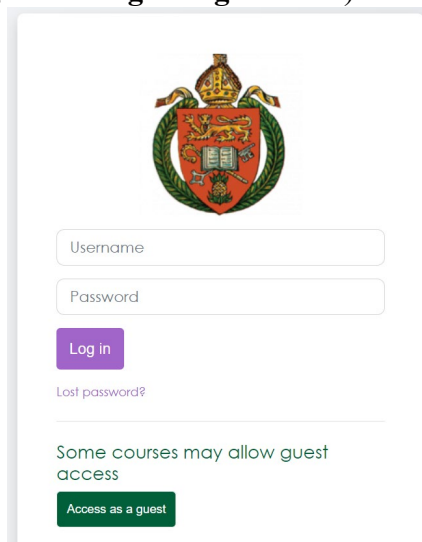 Username
Password
Log in
Lost password?
Some courses may allow guest
access
Access as a guest